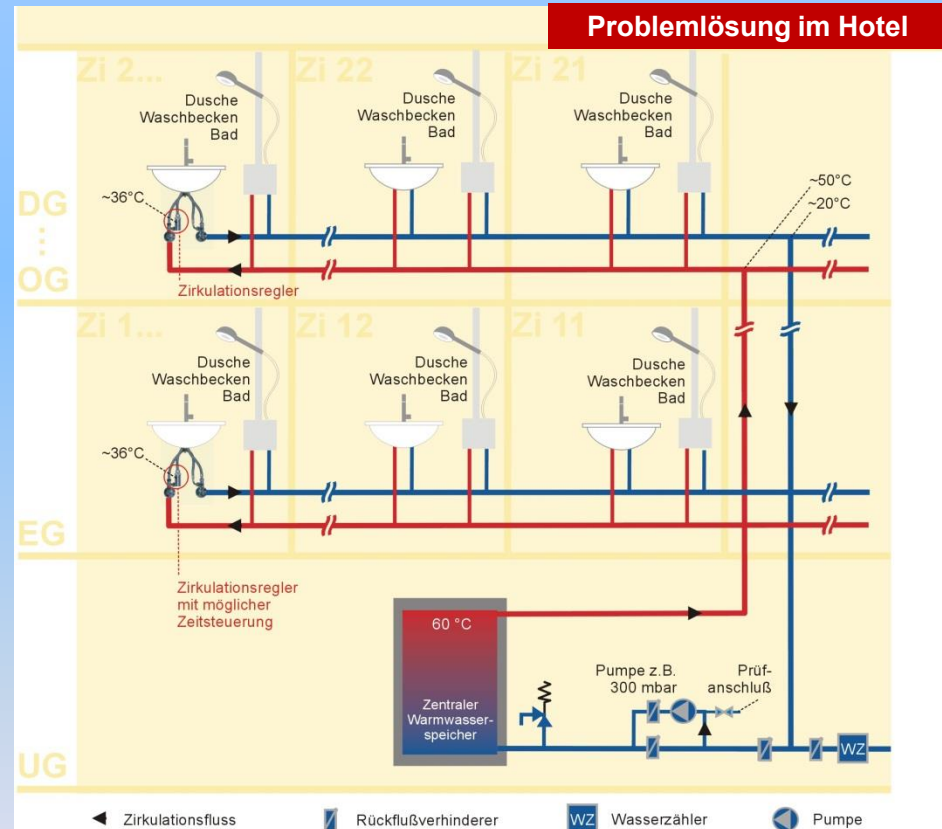 Problemlösung im Hotel
Zi 2...
Zi 22
Zi 21
Dusche
Waschbecken
Bad
Dusche
Waschbecken
Bad
Dusche
Waschbecken
Bad
~36°C
~50°C
~20°C
DG
OG
Zirkulationsregler
Zi 1...
Zi 12
Zi 11
Dusche
Waschbecken
Bad
Dusche
Waschbecken
Bad
Dusche
Waschbecken
Bad
~36°C
EG
Zirkulationsregler
mit möglicher
Zeitsteuerung
60 °C
Zentraler
Warmwasser-
speicher
Pumpe z.B.
300 mbar
Prüf-
anschluß
WZ
UG
Zirkulationsfluss
Rückflußverhinderer
WZ Wasserzähler
Pumpe